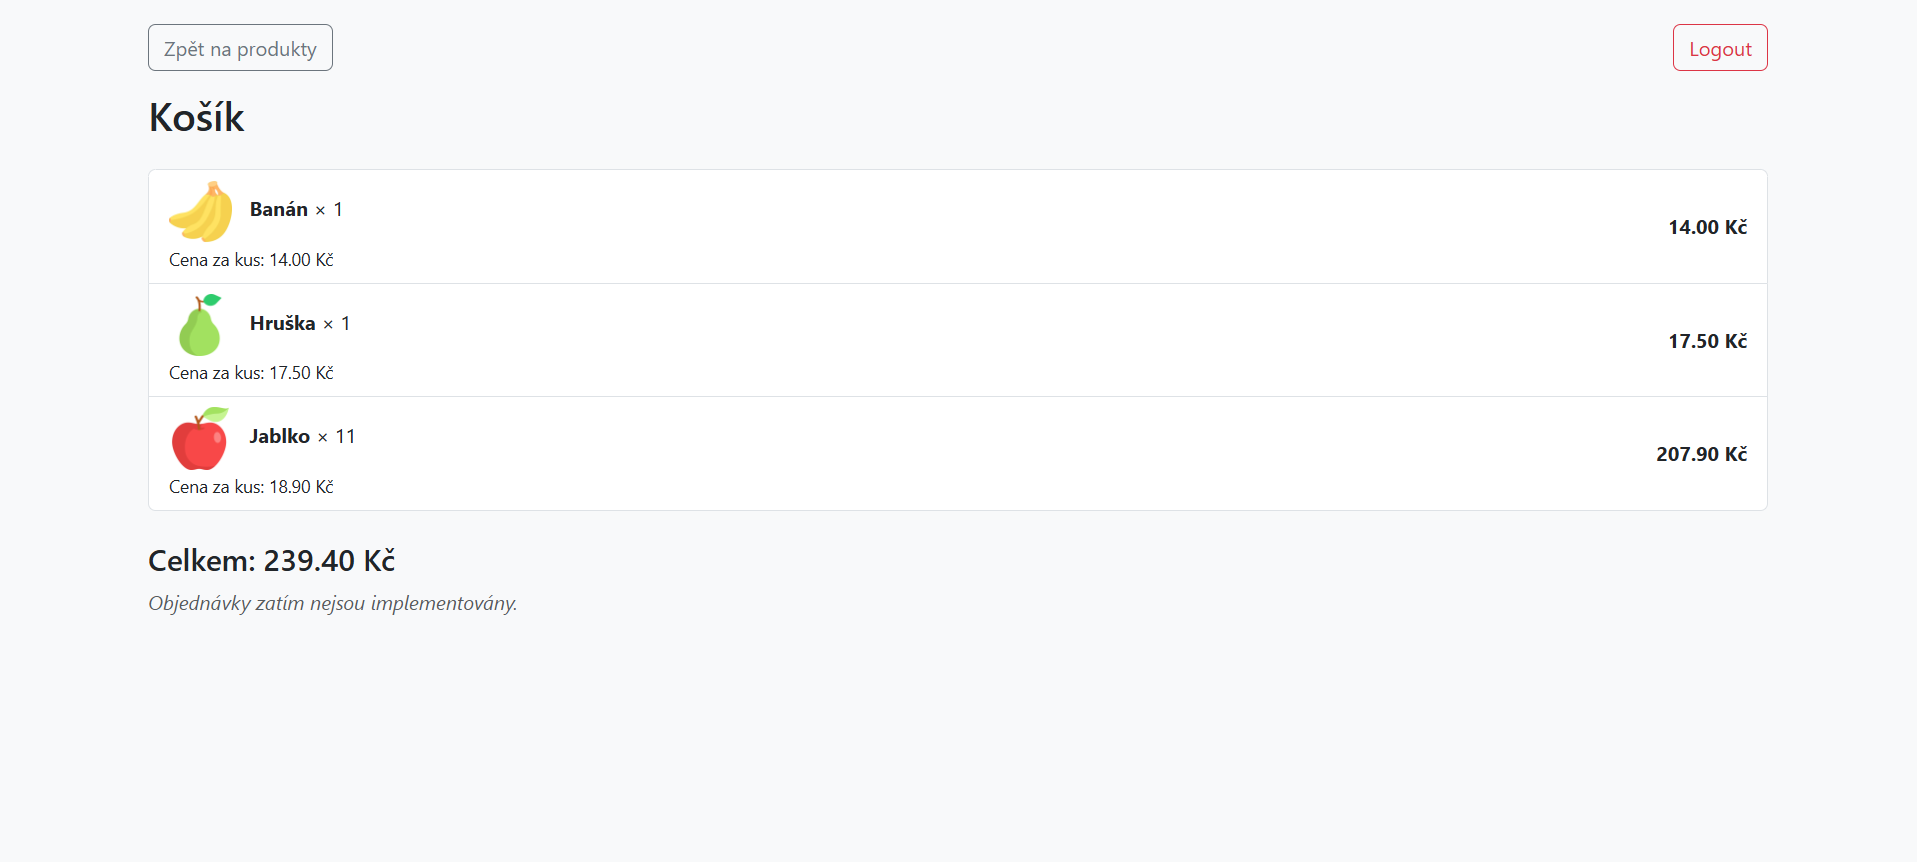 Zpět na produkty
Logout
Košík
Banán × 1
14.00 Kč
Cena za kus: 14.00 Kč
Hruška × 1
17.50 Kč
Cena za kus: 17.50 Kč
Jablko × 11
207.90 Kč
Cena za kus: 18.90 Kč
Celkem: 239.40 Kč
Objednávky zatím nejsou implementovány.